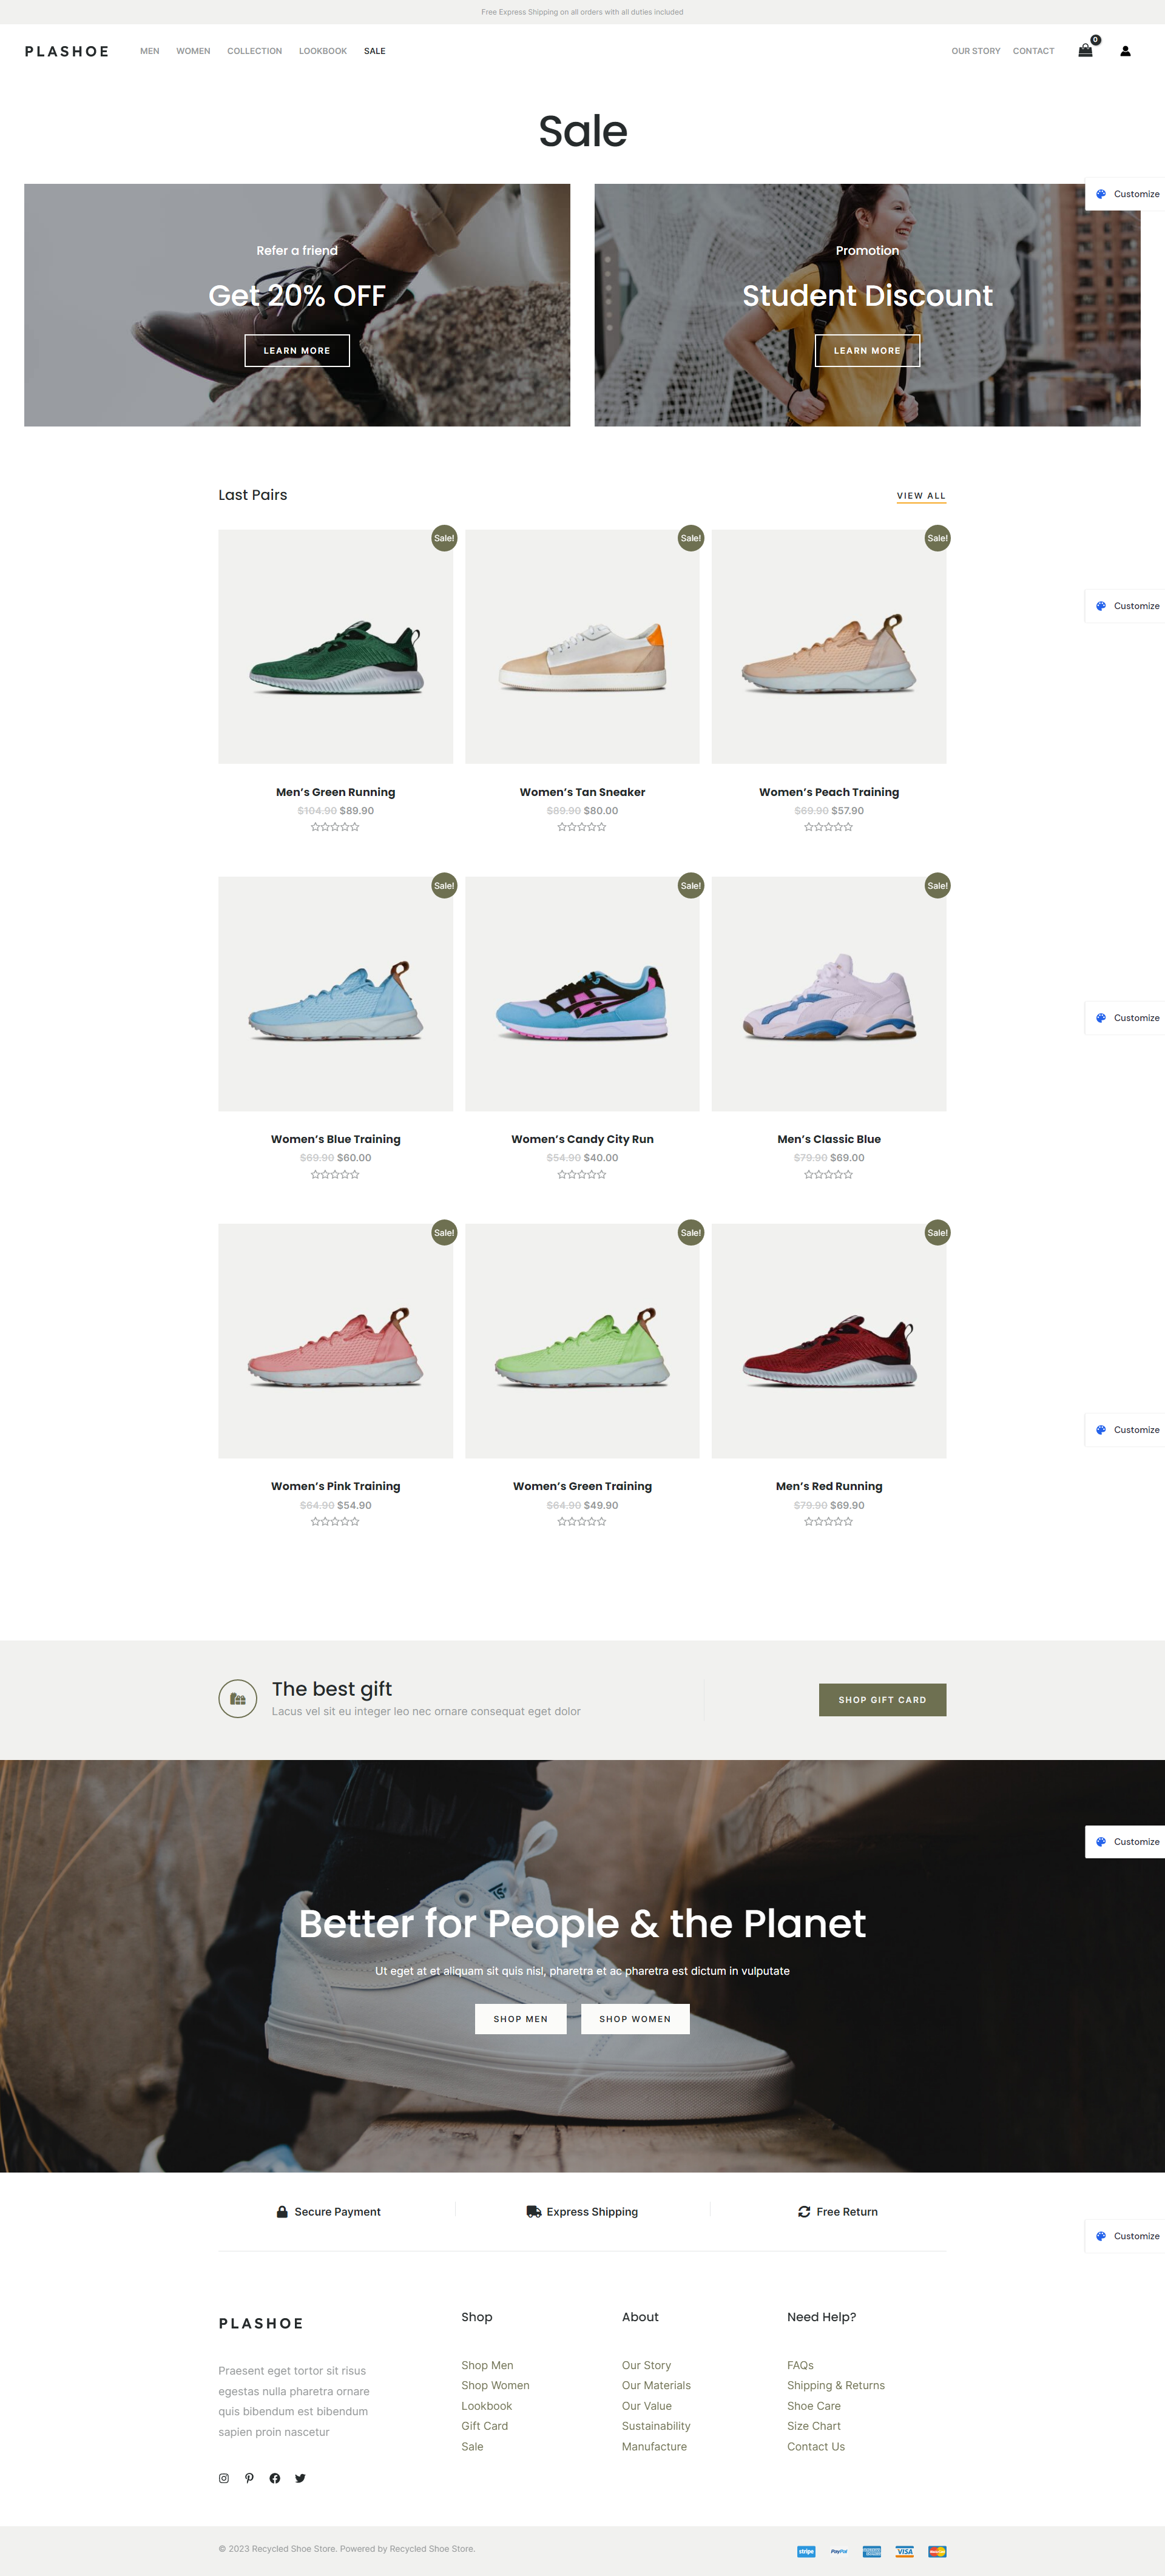 Free Express Shipping on all orders with all duties included
PLASHOE
MEN WOMEN COLLECTION LOOKBOOK SALE
OUR STORY CONTACT
0
Sale
Customize
Refer a friend
Get 20% OFF
LEARN MORE
Promotion
Student Discount
LEARN MORE
Last Pairs
VIEW ALL
Sale!
Sale!
Sale!
Customize
Men’s Green Running
$104.90 $89.90
Women’s Tan Sneaker
$89.90 $80.00
Women’s Peach Training
$69.90 $57.90
Sale!
Sale!
Sale!
Customize
Women’s Blue Training
$69.90 $60.00
Women’s Candy City Run
$54.90 $40.00
Men’s Classic Blue
$79.90 $69.00
Sale!
Sale!
Sale!
Customize
Women’s Pink Training
$64.90 $54.90
Women’s Green Training
$64.90 $49.90
Men’s Red Running
$79.90 $69.90
The best gift
Lacus vel sit eu integer leo nec ornare consequat eget dolor
SHOP GIFT CARD
Customize
Better for People & the Planet
Ut eget at et aliquam sit quis nisl, pharetra et ac pharetra est dictum in vulputate
SHOP MEN
SHOP WOMEN
Secure Payment
Express Shipping
Free Return
Customize
PLASHOE
Praesent eget tortor sit risus
egestas nulla pharetra ornare
quis bibendum est bibendum
sapien proin nascetur
Shop
Shop Men
Shop Women
Lookbook
Gift Card
Sale
About
Our Story
Our Materials
Our Value
Sustainability
Manufacture
Need Help?
FAQs
Shipping & Returns
Shoe Care
Size Chart
Contact Us
© 2023 Recycled Shoe Store. Powered by Recycled Shoe Store.
stripe
PayPal
VISA